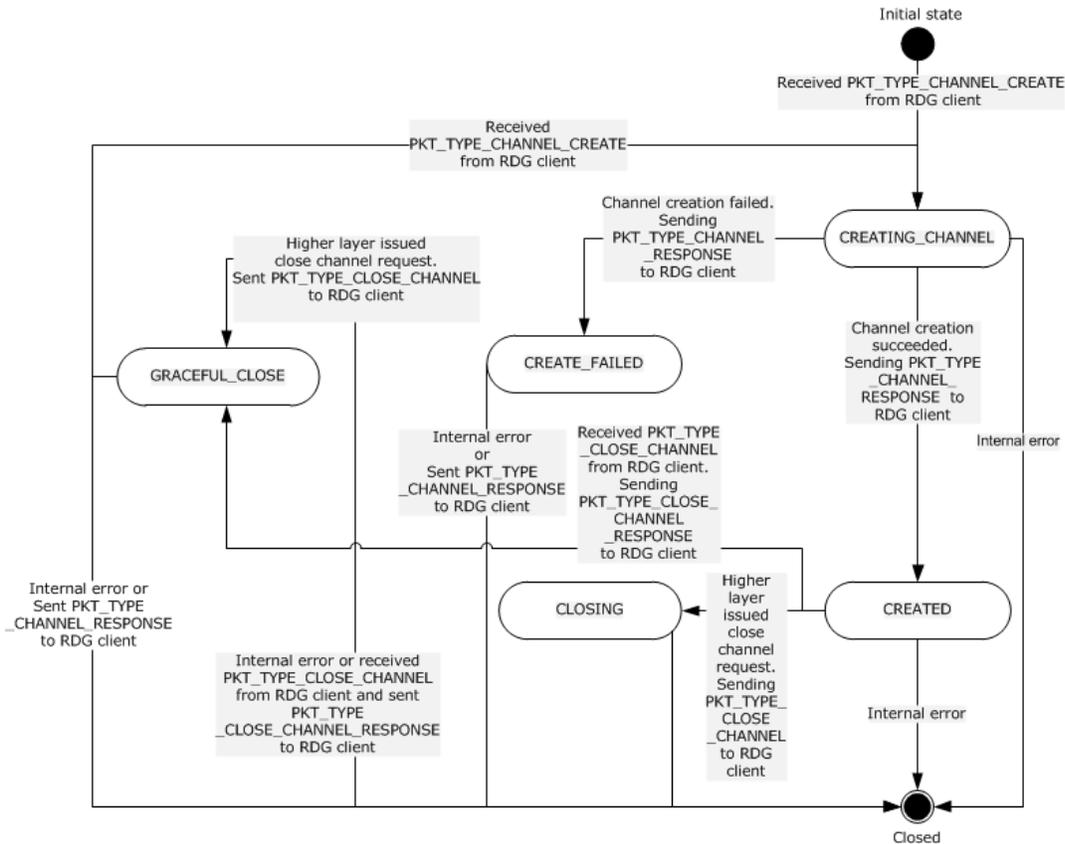 Initial state
Received PKT_TYPE_CHANNEL_CREATE
from RDG client
Received
PKT_TYPE_CHANNEL_CREATE
from RDG client
Channel creation failed.
Sending
PKT_TYPE_CHANNEL
_RESPONSE
to RDG client
CREATING_CHANNEL
Higher layer issued
close channel request.
Sent PKT_TYPE_CLOSE_CHANNEL
to RDG client
Channel creation
succeeded.
Sending PKT_TYPE
_CHANNEL_
RESPONSE to
RDG client
GRACEFUL_CLOSE
CREATE_FAILED
Internal error
Internal error
or
Sent PKT_TYPE
_CHANNEL_RESPONSE
to RDG client
Received PKT_TYPE
_CLOSE_CHANNEL
from RDG client.
Sending
PKT_TYPE_CLOSE_
CHANNEL
_RESPONSE
to RDG client
Internal error or
Sent PKT_TYPE
_CHANNEL_RESPONSE
to RDG client
CLOSING
Higher
layer
issued
close
channel
request.
Sending
PKT_TYPE_
CLOSE
_CHANNEL
to RDG
client
CREATED
Internal error or received
PKT_TYPE_CLOSE_CHANNEL
from RDG client and sent
PKT_TYPE
_CLOSE_CHANNEL_RESPONSE
to RDG client
Internal error
Closed